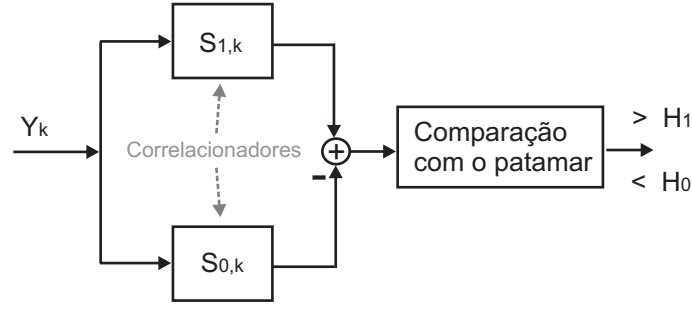 S1,k
Yk
Correlacionadores
+
-
Comparação
com o patamar
> H1
< H0
S0,k